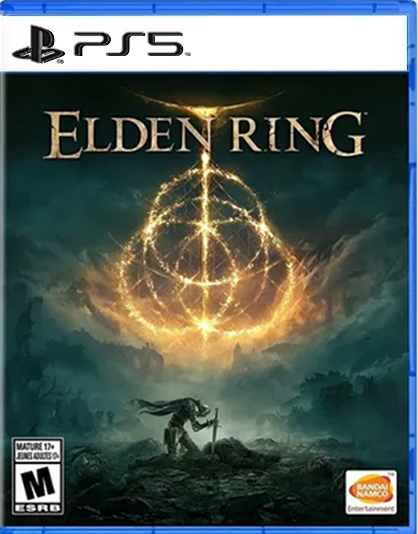 PS5
ELDEN RING
MATURE 17+
JEUNES ADULTES 17+
M
ESRB
BANDAI
NAMCO
Entertainment